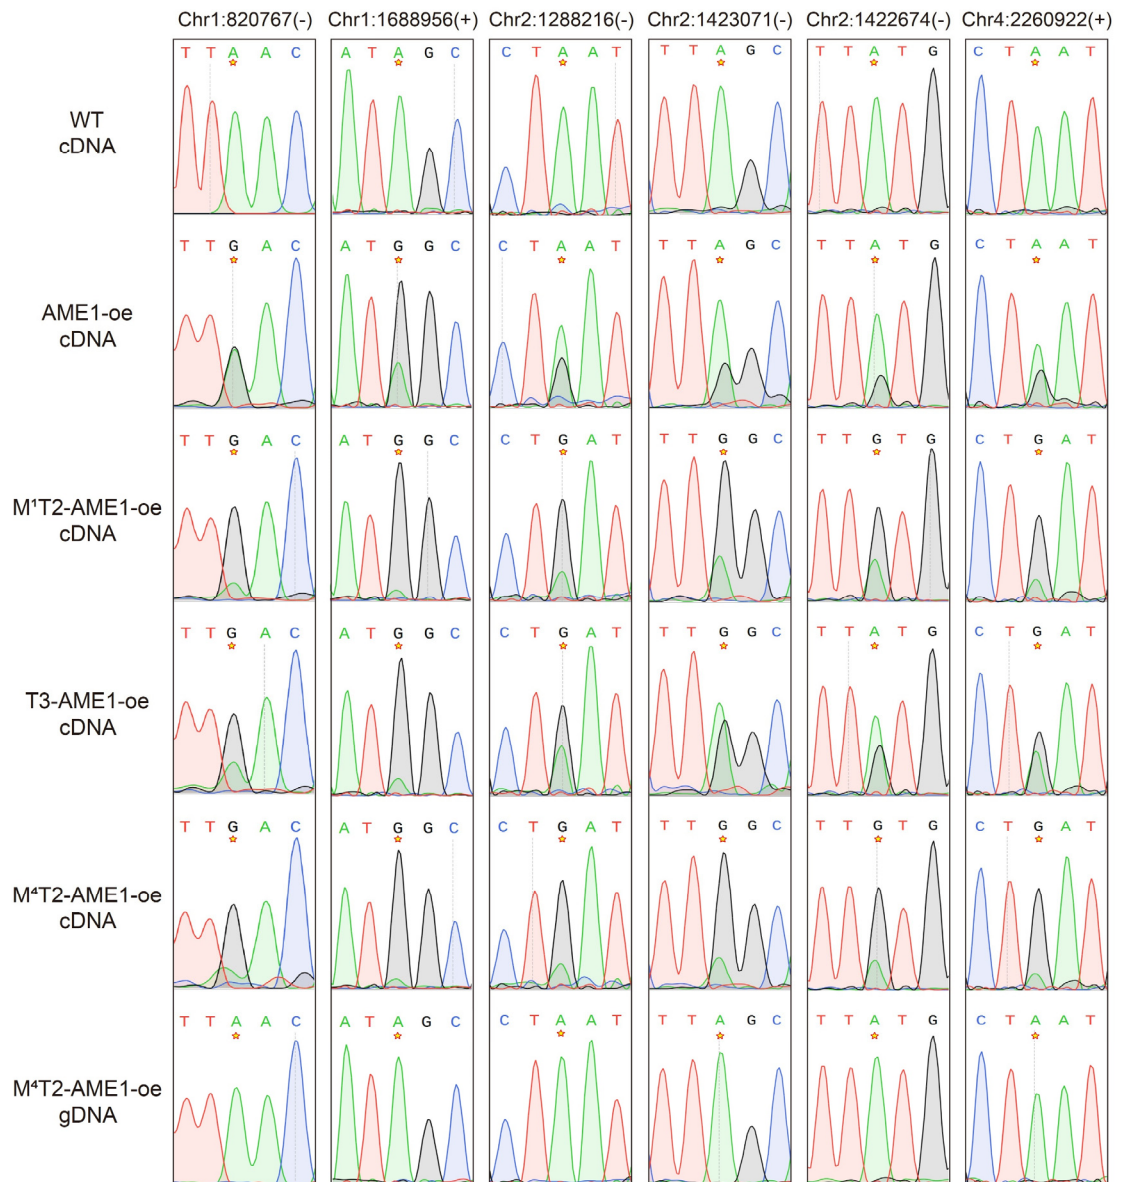 Chr1:820767(-) Chr1:1688956(+) Chr2:1288216(-) Chr2:1423071(-) Chr2:1422674(-) Chr4:2260922(+)
T T A A C A T A G C C T A A T T T A G C T T A T G C T A A T
WT
cDNA
T T G A C A T G G C C T A A T T T A G C T T A T G C T A A T
AME1-oe
cDNA
T T G A C A T G G C C T G A T T T G G C T T G T G C T G A T
M¹T2-AME1-oe
cDNA
T T G A C A T G G C C T G A T T T G G C T T A T G C T G A T
T3-AME1-oe
cDNA
T T G A C A T G G C C T G A T T T G G C T T G T G C T G A T
M⁴T2-AME1-oe
cDNA
T T A A C A T A G C C T A A T T T A G C T T A T G C T A A T
M⁴T2-AME1-oe
gDNA